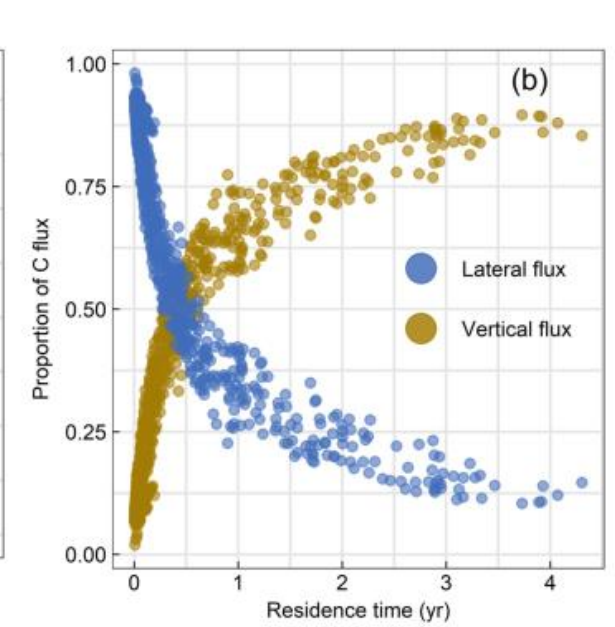 (b)
1.00
0.75
0.50
0.25
0.00
Proportion of C flux
Lateral flux
Vertical flux
0 1 2 3 4
Residence time (yr)